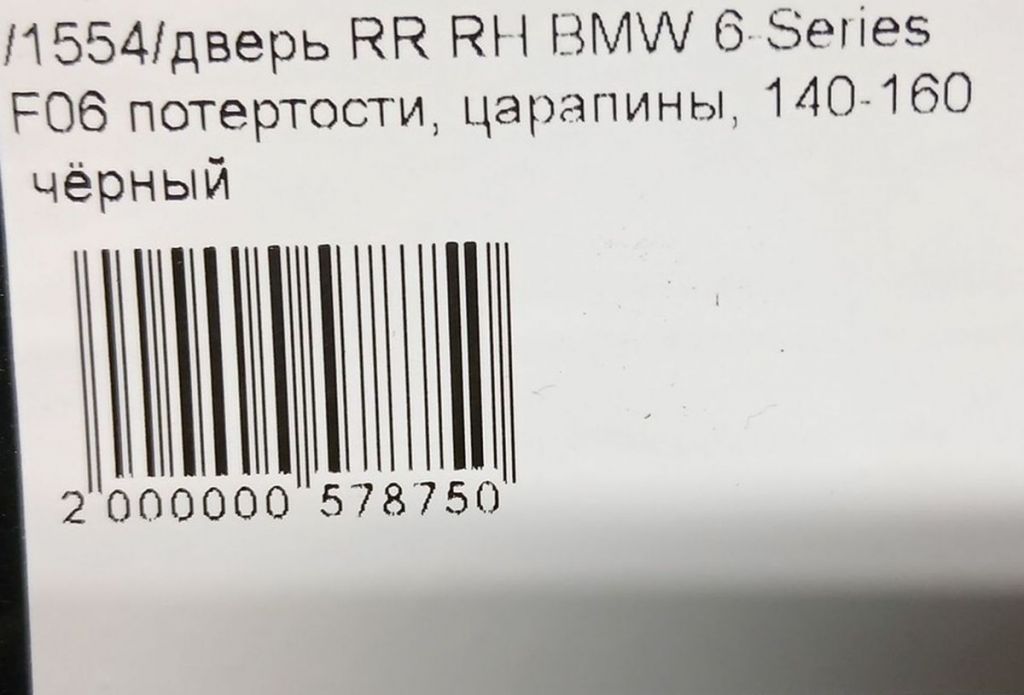 /1554/дверь RR RH BMW 6-Series
F06 потертости, царапины, 140-160
чёрный
2 000000 578750